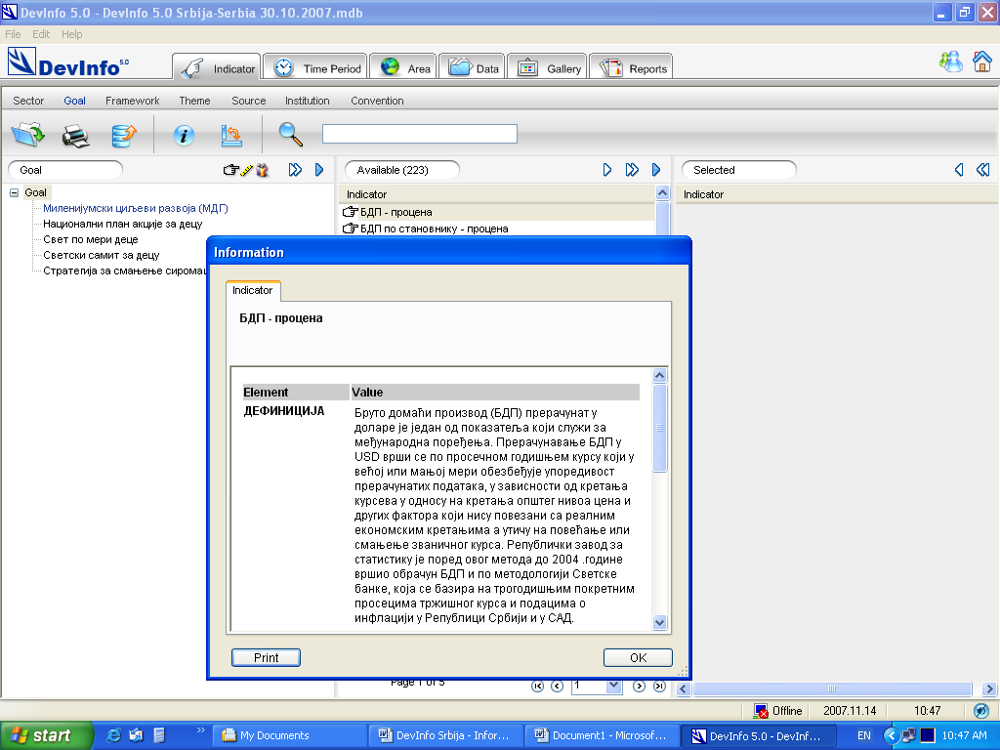 DevInfo 5.0 - DevInfo 5.0 Srbija-Serbia 30.10.2007.mdb
File Edit Help
DevInfo 5.0
Indicator Time Period Area Data Gallery Reports
Sector Goal Framework Theme Source Institution Convention
Goal Available (223) Selected
Goal
Миленијумски циљеви развоја (МДГ)
Национални план акције за децу
Свет по мери деце
Светски самит за децу
Стратегија за смањење сиромаш
Indicator
БДП - процена
БДП по становнику - процена
Indicator
Information
Indicator
БДП - процена
Element Value
ДЕФИНИЦИЈА
Бруто домаћи производ (БДП) прерачунат у
доларе је један од показатеља који служи за
међународна поређења. Прерачунавање БДП у
USD врши се по просечном годишњем курсу који у
већој или мањој мери обезбеђује упоредивост
прерачунатих података, у зависности од кретања
курсева у односу на кретања општег нивоа цена и
других фактора који нису повезани са реалним
економским кретањима а утичу на повећање или
смањење званичног курса. Републички завод за
статистику је поред овог метода до 2004 .године
вршио обрачун БДП и по методологији Светске
банке, која се базира на трогодишњим покретним
просецима тржишног курса и подацима о
инфлацији у Републици Србији и у САД.
Print OK
Page 1 of 5 1
Offline 2007.11.14 10:47
start My Documents DevInfo Srbija - Infor... Document1 - Microsof... DevInfo 5.0 - DevInf... EN 10:47 AM